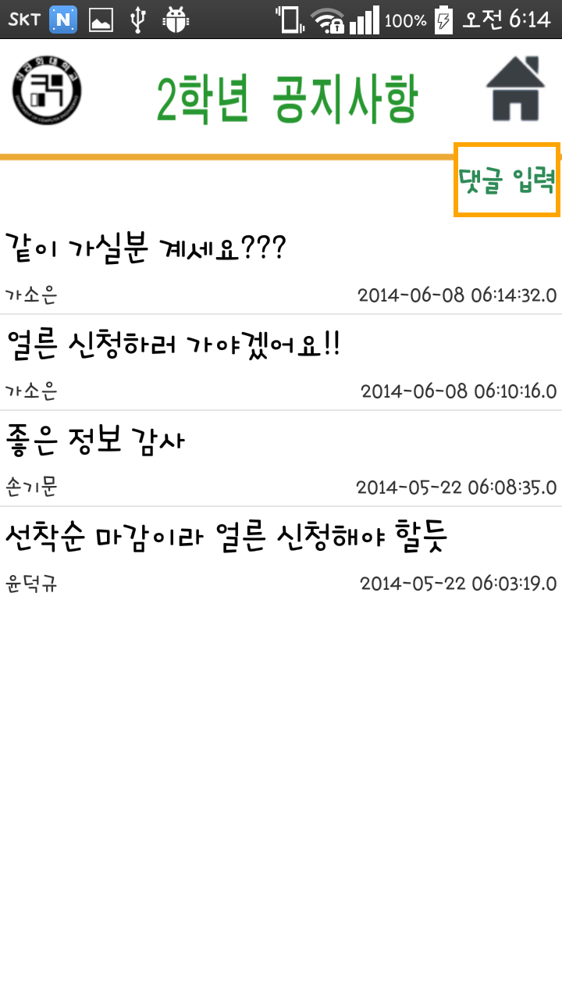 SKT N 100% 오전 6:14
2학년 공지사항
댓글 입력
같이 가실분 계세요???
가소은 2014-06-08 06:14:32.0
얼른 신청하러 가야겠어요!!
가소은 2014-06-08 06:10:16.0
좋은 정보 감사
손기문 2014-05-22 06:08:35.0
선착순 마감이라 얼른 신청해야 할듯
윤덕규 2014-05-22 06:03:19.0